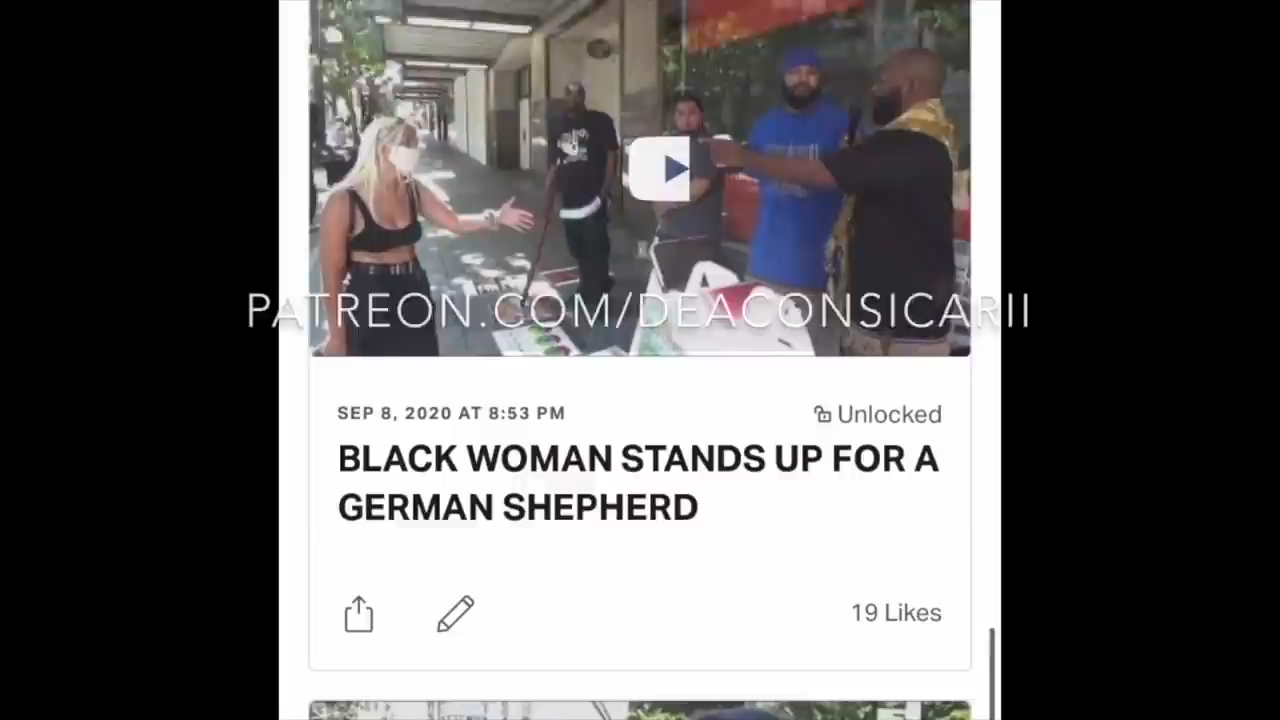 PATREON.COM/DEACONSICARII
SEP 8, 2020 AT 8:53 PM
Unlocked
BLACK WOMAN STANDS UP FOR A
GERMAN SHEPHERD
19 Likes